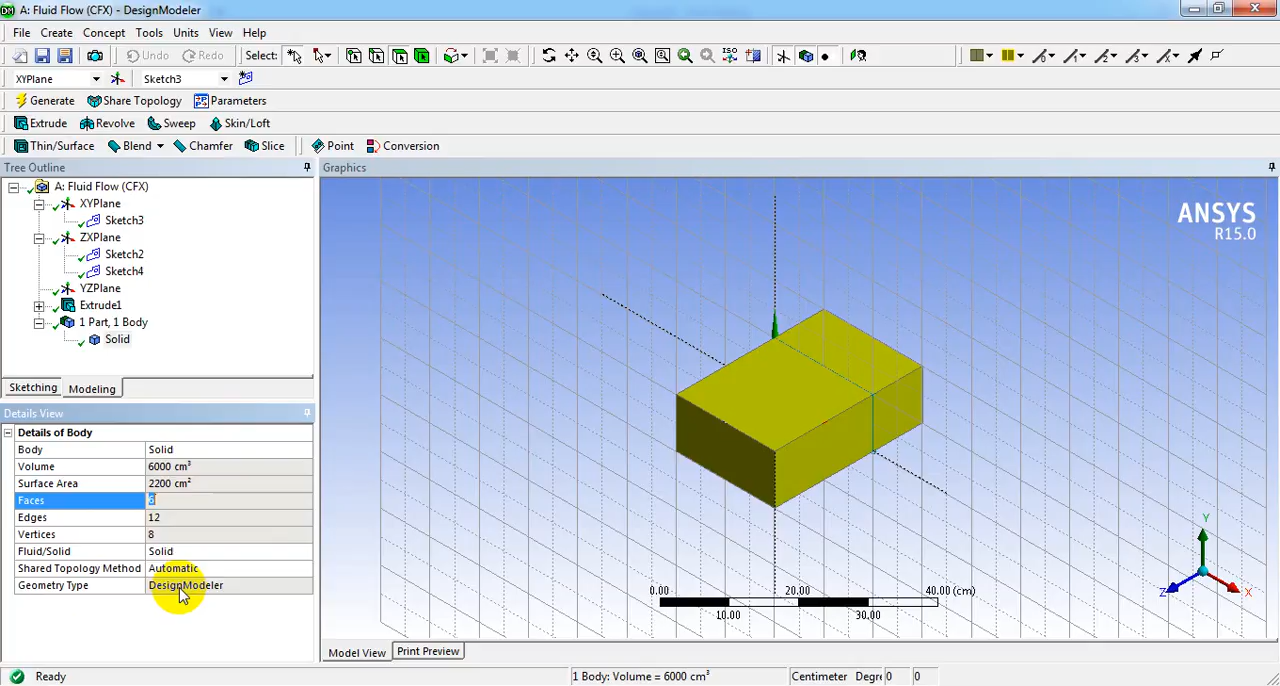 A: Fluid Flow (CFX) - DesignModeler
File Create Concept Tools Units View Help
Undo Redo Select: ISO
XYPlane Sketch3
Generate Share Topology Parameters
Extrude Revolve Sweep Skin/Loft
Thin/Surface Blend Chamfer Slice Point Conversion
Tree Outline
A: Fluid Flow (CFX)
XYPlane
Sketch3
ZXPlane
Sketch2
Sketch4
YZPlane
Extrude1
1 Part, 1 Body
Solid
Sketching Modeling
Details View
Details of Body
Body Solid
Volume 6000 cm³
Surface Area 2200 cm²
Faces 6
Edges 12
Vertices 8
Fluid/Solid Solid
Shared Topology Method Automatic
Geometry Type DesignModeler
Graphics
ANSYS
R15.0
Y
Z X
0.00 20.00 40.00 (cm)
10.00 30.00
Model View Print Preview
Ready 1 Body: Volume = 6000 cm³ Centimeter Degre 0 0